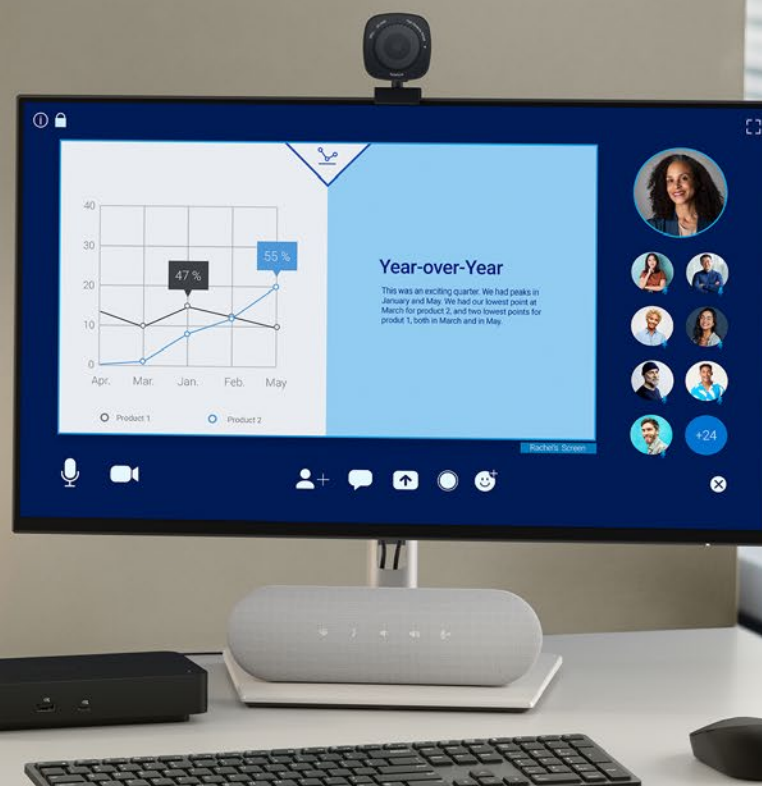 40
30
20
10
0
47 %
55 %
Apr. Mar. Jan. Feb. May
Product 1 Product 2
Year-over-Year
This was an exciting quarter. We had peaks in
January and May. We had our lowest point at
March for product 2, and two lowest points for
produt 1, both in March and in May.
+24
Rachel's Screen